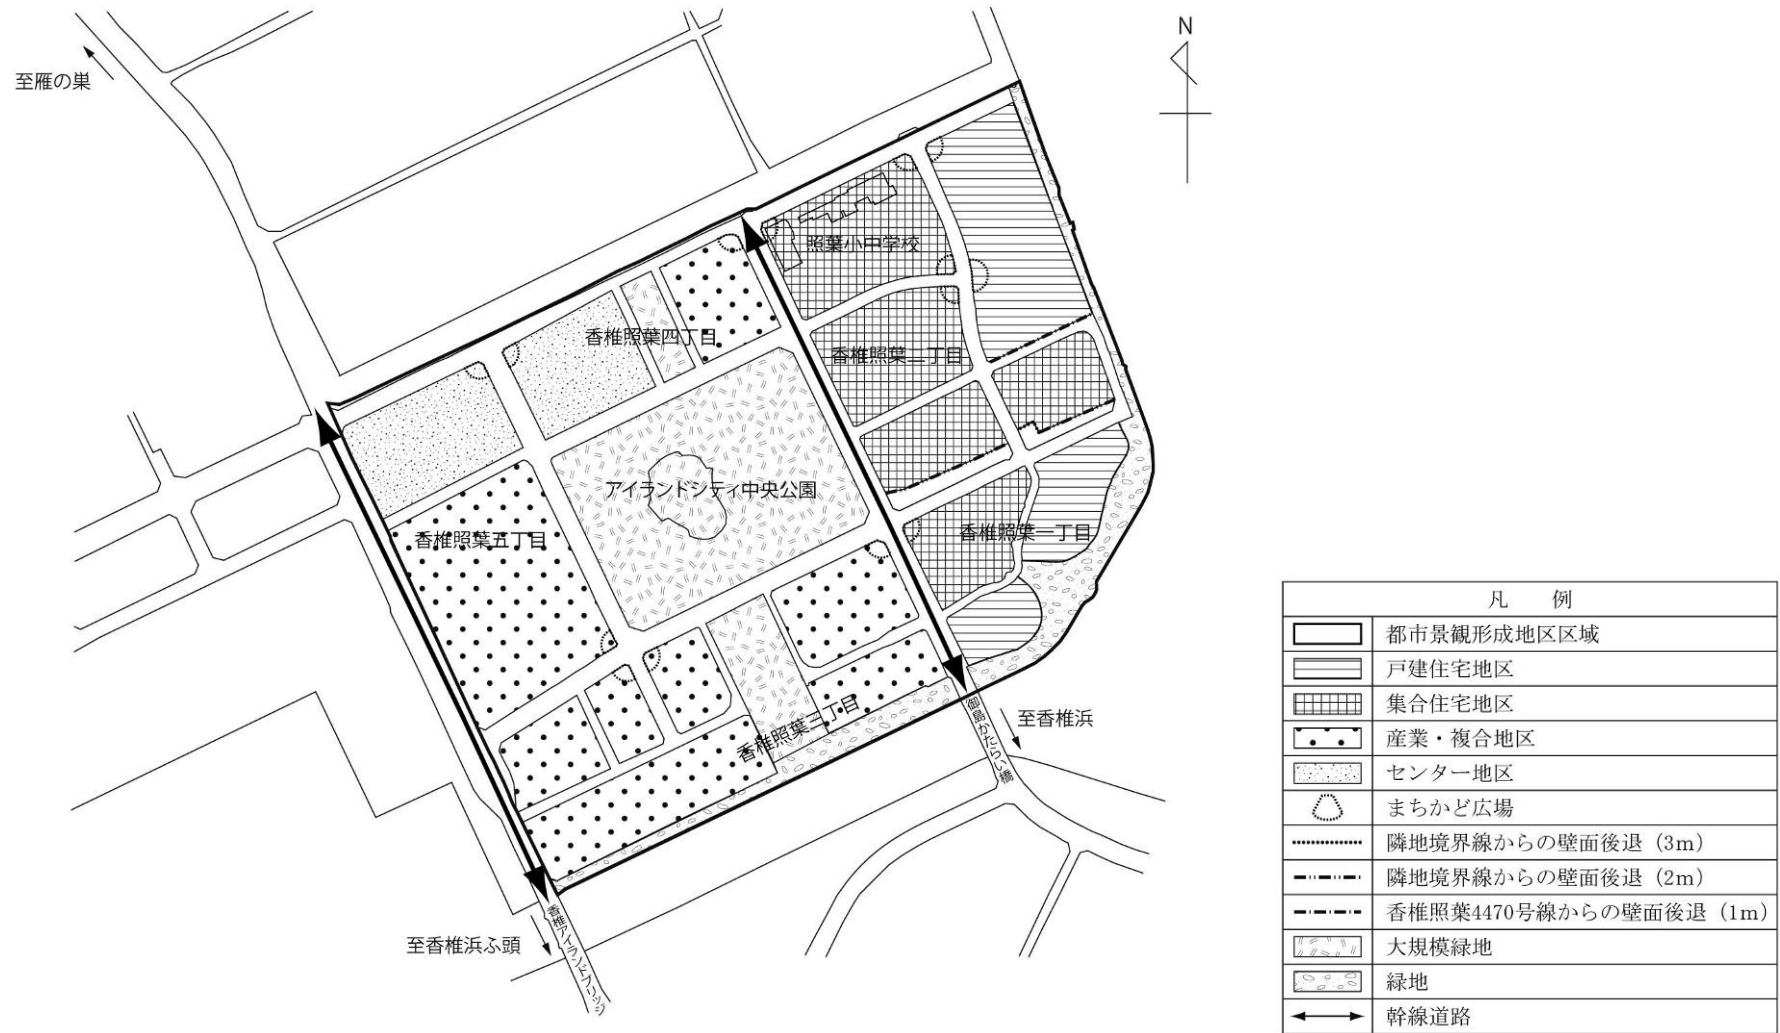 N
至雁の巣
照葉小中学校
香椎照葉四丁目
香椎照葉二丁目
アイランドシティ中央公園
香椎照葉五丁目
香椎照葉一丁目
香椎照葉三丁目
御島かたらい橋
至香椎浜
至香椎浜ふ頭
香椎アイランドブリッジ
凡 例
都市景観形成地区区域
戸建住宅地区
集合住宅地区
産業・複合地区
センター地区
まちかど広場
隣地境界線からの壁面後退（3m）
隣地境界線からの壁面後退（2m）
香椎照葉4470号線からの壁面後退（1m）
大規模緑地
緑地
幹線道路